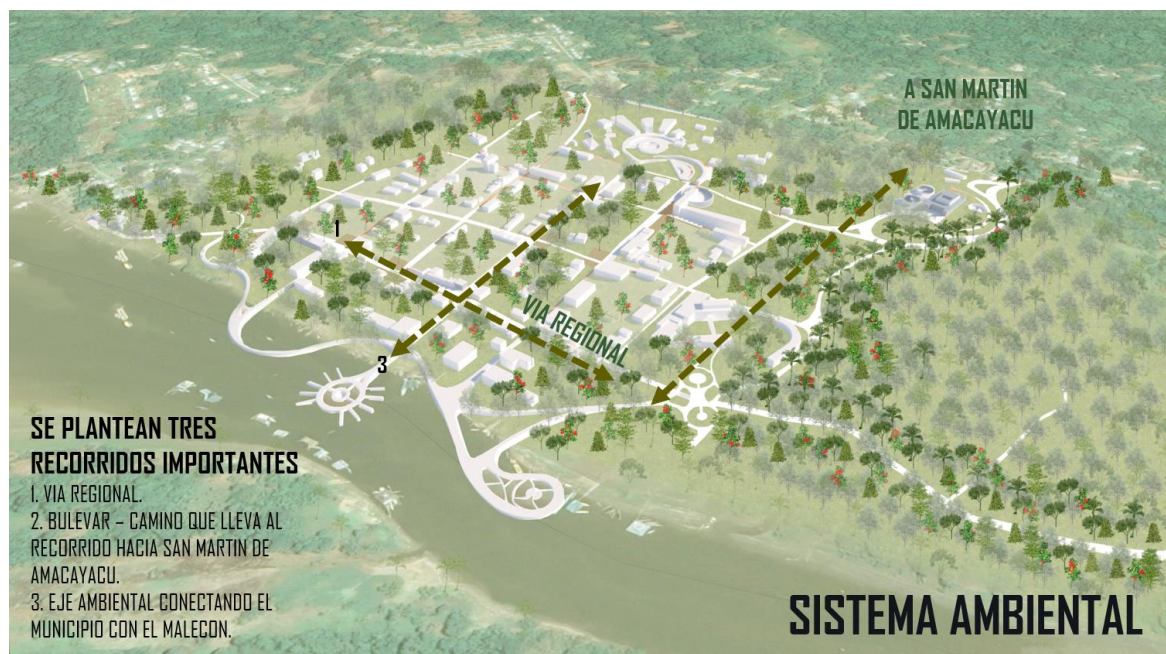 A SAN MARTIN
DE AMACAYACU
1
VIA REGIONAL
3
SE PLANTEAN TRES
RECORRIDOS IMPORTANTES
1. VIA REGIONAL.
2. BULEVAR – CAMINO QUE LLEVA AL
RECORRIDO HACIA SAN MARTIN DE
AMACAYACU.
3. EJE AMBIENTAL CONECTANDO EL
MUNICIPIO CON EL MALECON.
SISTEMA AMBIENTAL